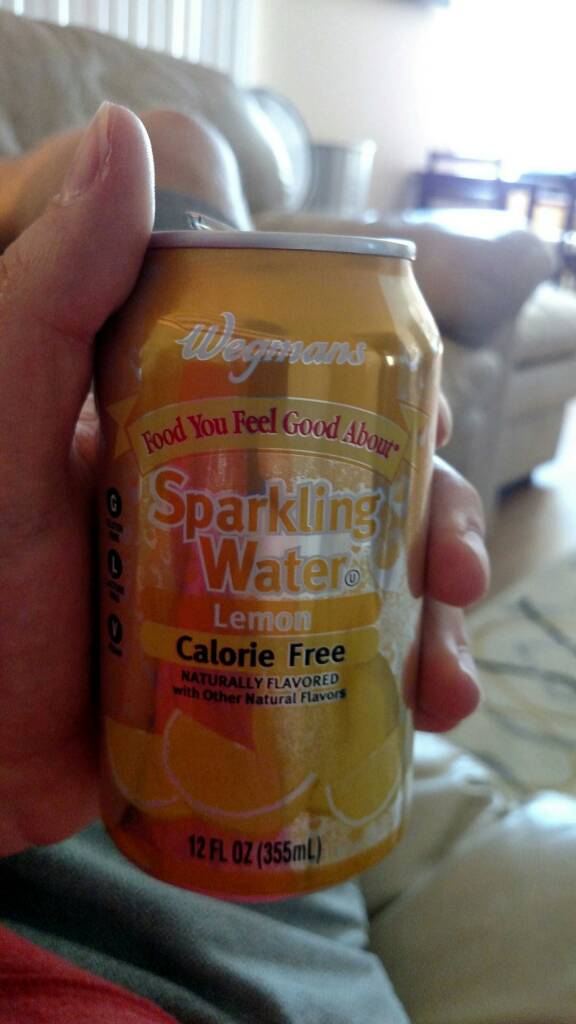 Wegmans
Food You Feel Good About®
Sparkling
Water
Lemon
Calorie Free
NATURALLY FLAVORED
with Other Natural Flavors
12 FL OZ (355mL)
G
L
V